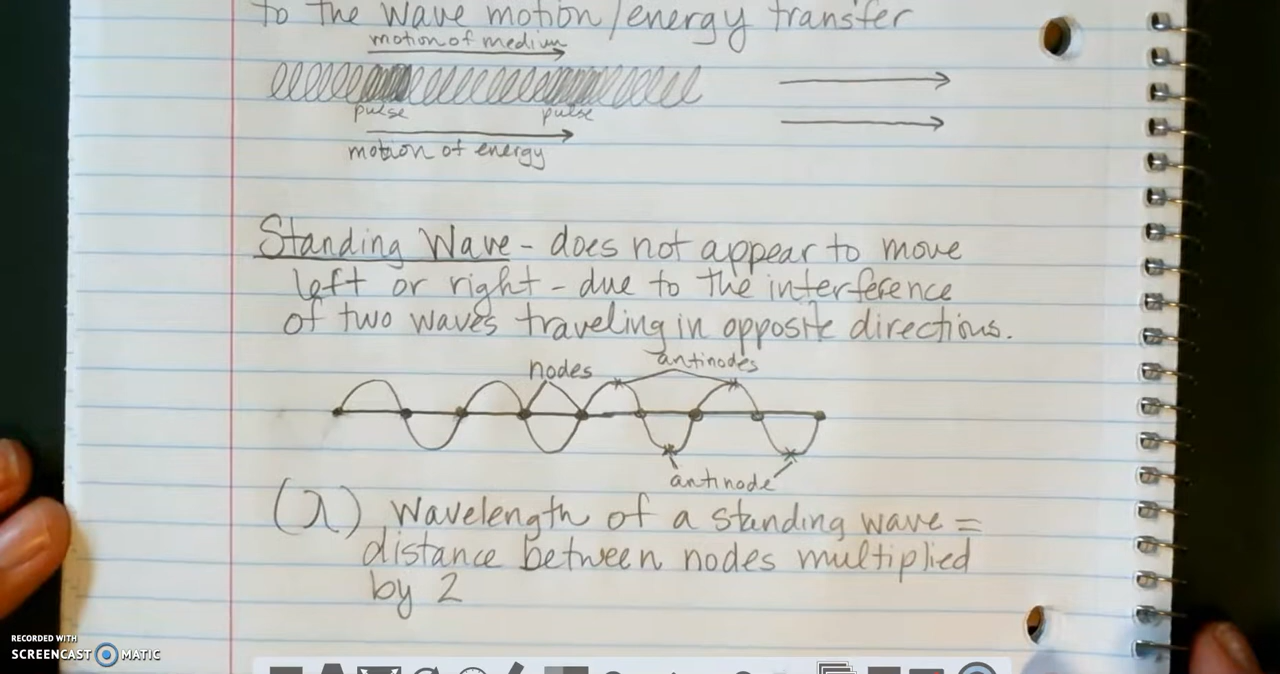 to the wave motion/energy transfer
motion of medium
pulse pulse
motion of energy
Standing Wave - does not appear to move
left or right - due to the interference
of two waves traveling in opposite directions.
antinodes
nodes
antinode
(λ) Wavelength of a standing wave =
distance between nodes multiplied
by 2
RECORDED WITH
SCREENCAST MATIC